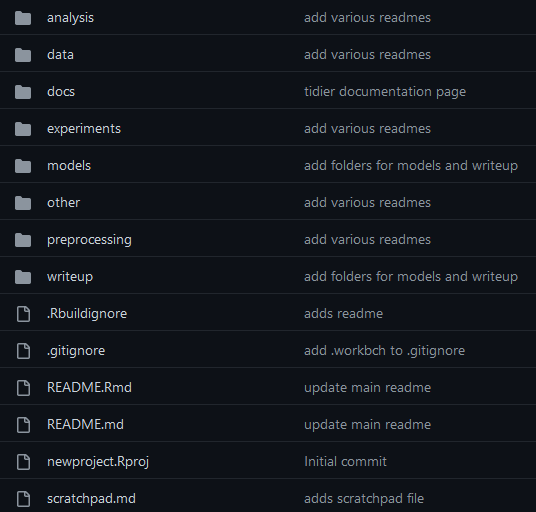 analysis add various readmes
data add various readmes
docs tidier documentation page
experiments add various readmes
models add folders for models and writeup
other add various readmes
preprocessing add various readmes
writeup add folders for models and writeup
.Rbuildignore adds readme
.gitignore add .workbch to .gitignore
README.Rmd update main readme
README.md update main readme
newproject.Rproj Initial commit
scratchpad.md adds scratchpad file